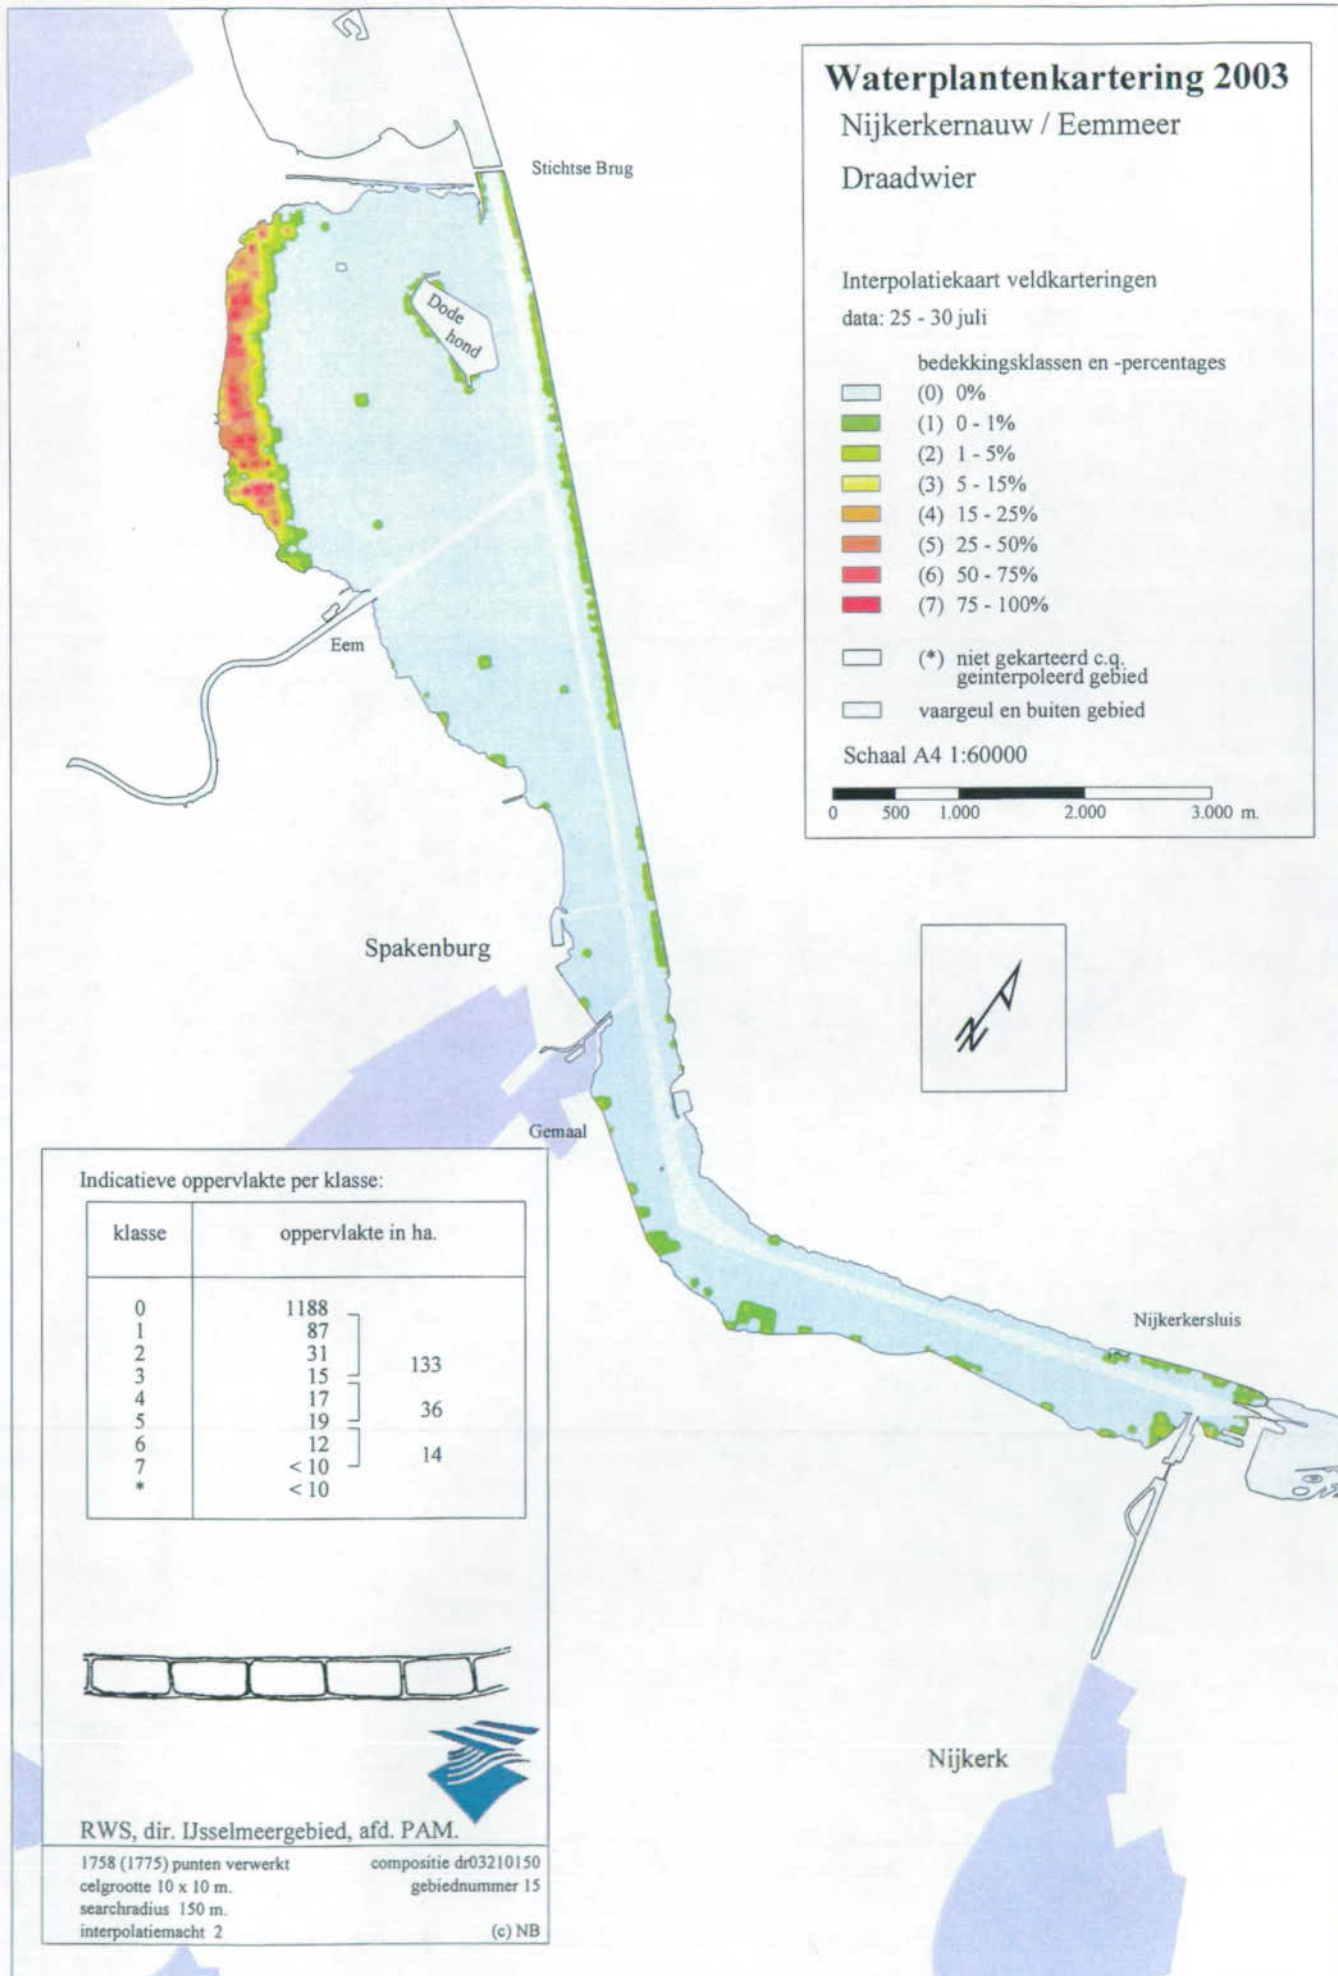 Waterplantenkartering 2003
Nijkerkernauw / Eemmeer
Draadwier
Interpolatiekaart veldkarteringen
data: 25 - 30 juli
bedekkingsklassen en -percentages
(0) 0%
(1) 0 - 1%
(2) 1 - 5%
(3) 5 - 15%
(4) 15 - 25%
(5) 25 - 50%
(6) 50 - 75%
(7) 75 - 100%
(*) niet gekarteerd c.q.
geinterpoleerd gebied
vaargeul en buiten gebied
Schaal A4 1:60000
0 500 1.000 2.000 3.000 m.
Stichtse Brug
Dode
hond
Eem
Spakenburg
N
Gemaal
Nijkerkersluis
Nijkerk
Indicatieve oppervlakte per klasse:
klasse oppervlakte in ha.
0 1188
1 87
2 31
133
3 15
4 17
36
5 19
6 12
14
7 < 10
* < 10
RWS, dir. IJsselmeergebied, afd. PAM.
1758 (1775) punten verwerkt compositie dr03210150
celgrootte 10 x 10 m. gebiednummer 15
searchradius 150 m.
interpolatiemacht 2 (c) NB